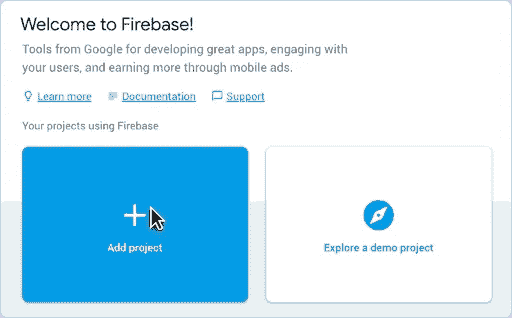 Welcome to Firebase!
Tools from Google for developing great apps, engaging with
your users, and earning more through mobile ads.
Learn more Documentation Support
Your projects using Firebase
Add project
Explore a demo project